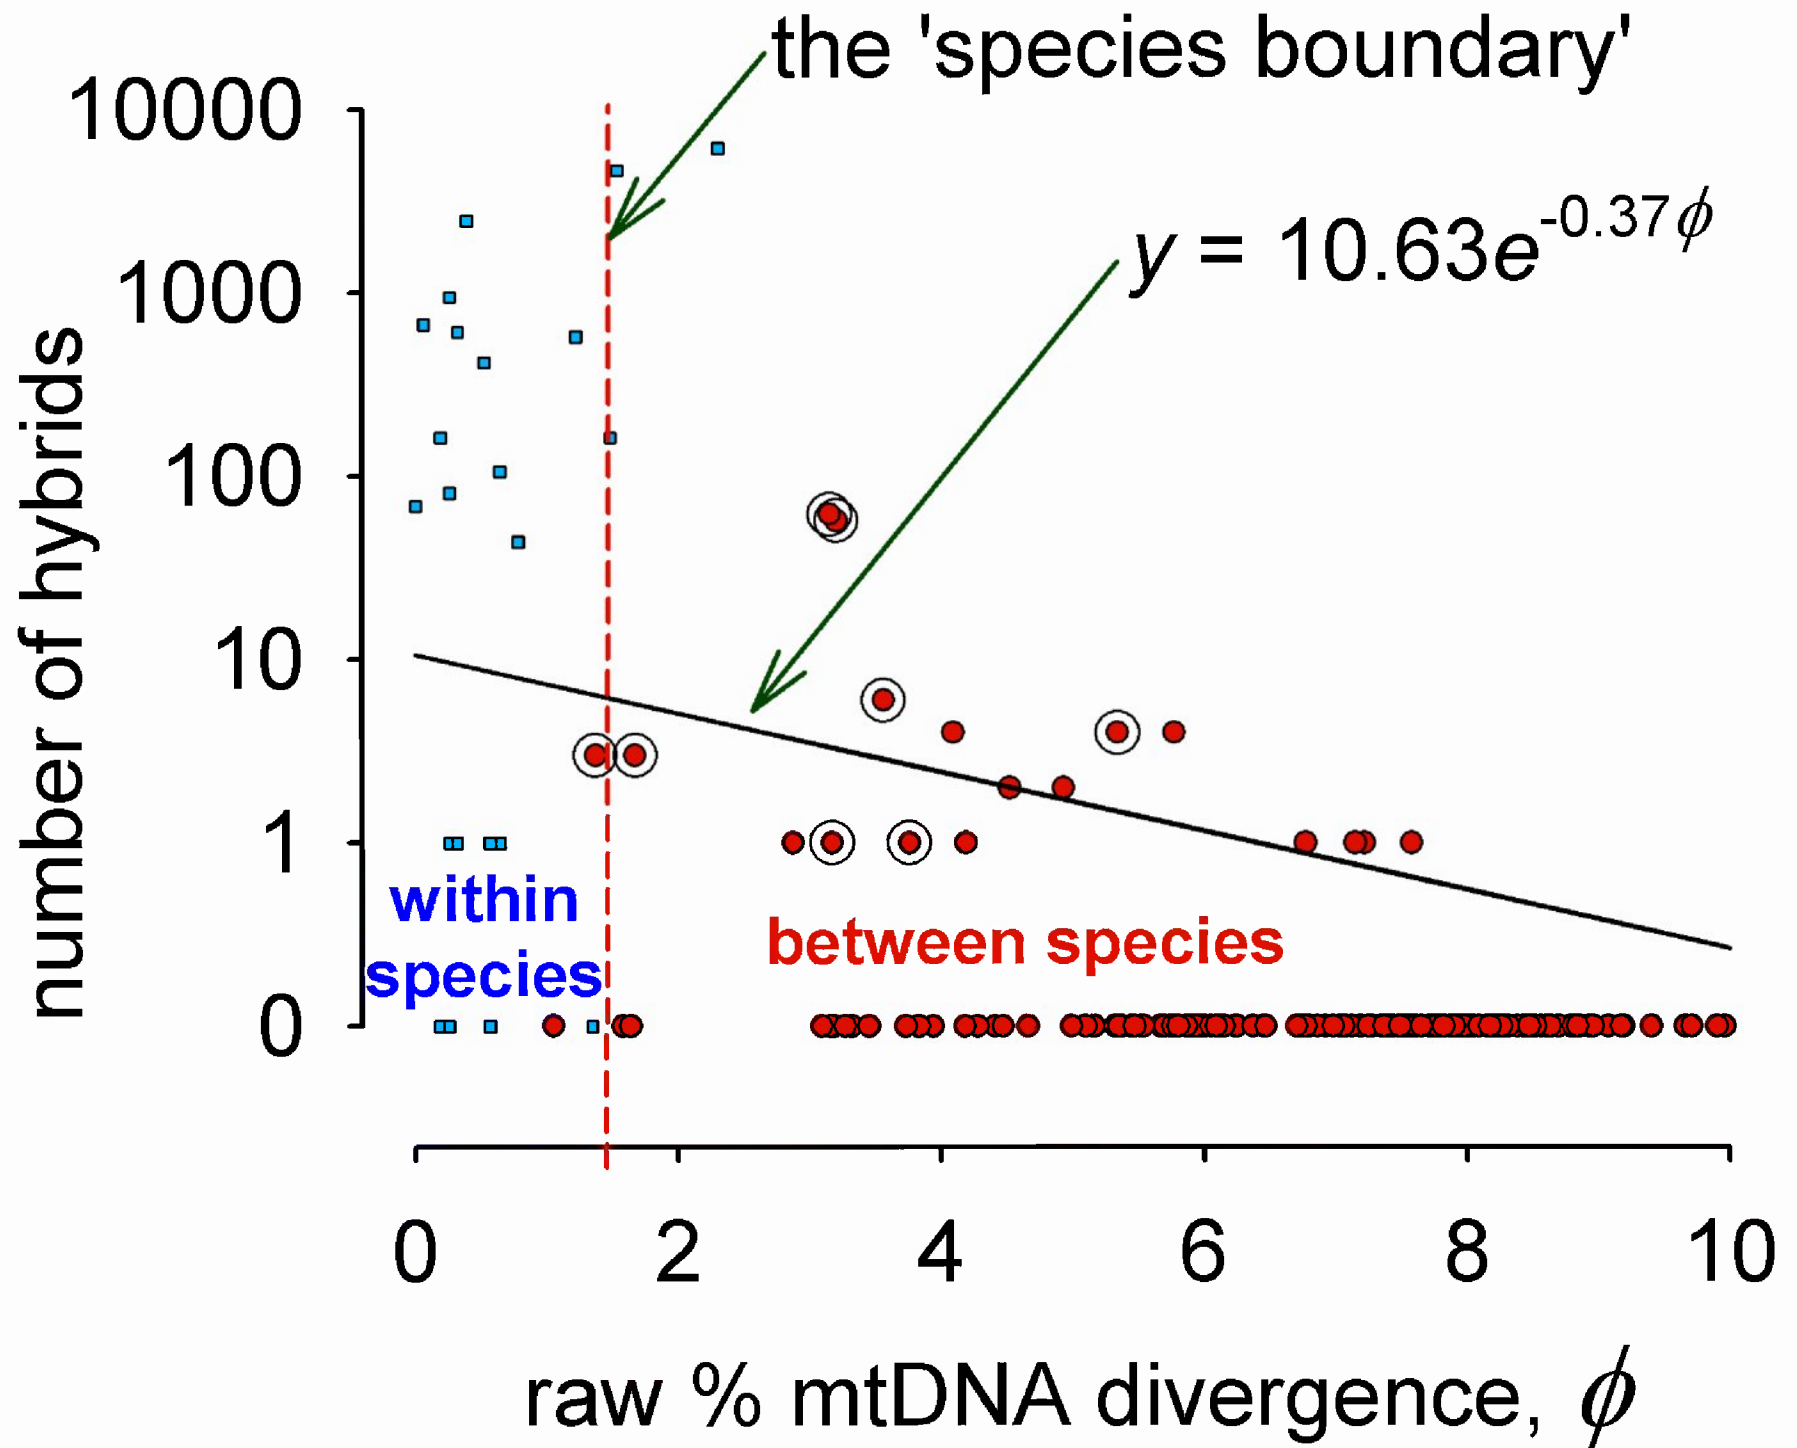 the 'species boundary'
10000
y = 10.63e^-0.37ϕ
1000
100
10
1
0
number of hybrids
within
species
between species
0 2 4 6 8 10
raw % mtDNA divergence, ϕ